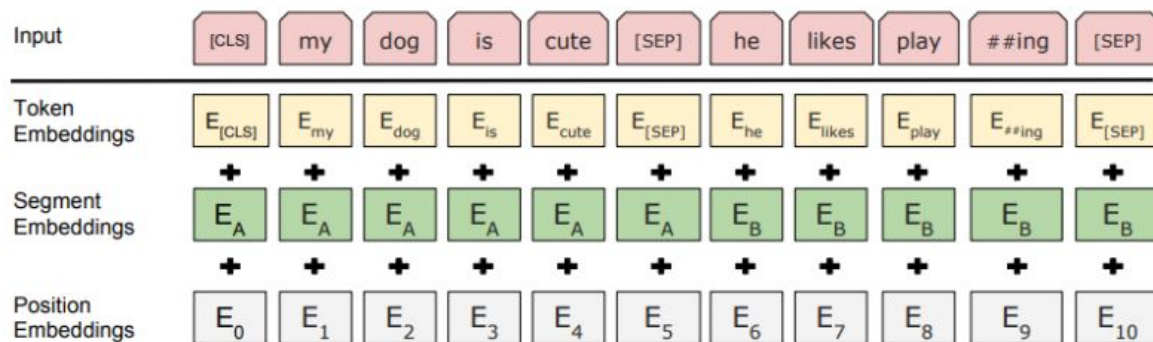 Input [CLS] my dog is cute [SEP] he likes play ##ing [SEP]
Token Embeddings E[CLS] Emy Edog Eis Ecute E[SEP] Ehe Elikes Eplay E##ing E[SEP]
+ + + + + + + + + + +
Segment Embeddings EA EA EA EA EA EA EB EB EB EB EB
+ + + + + + + + + + +
Position Embeddings E0 E1 E2 E3 E4 E5 E6 E7 E8 E9 E10